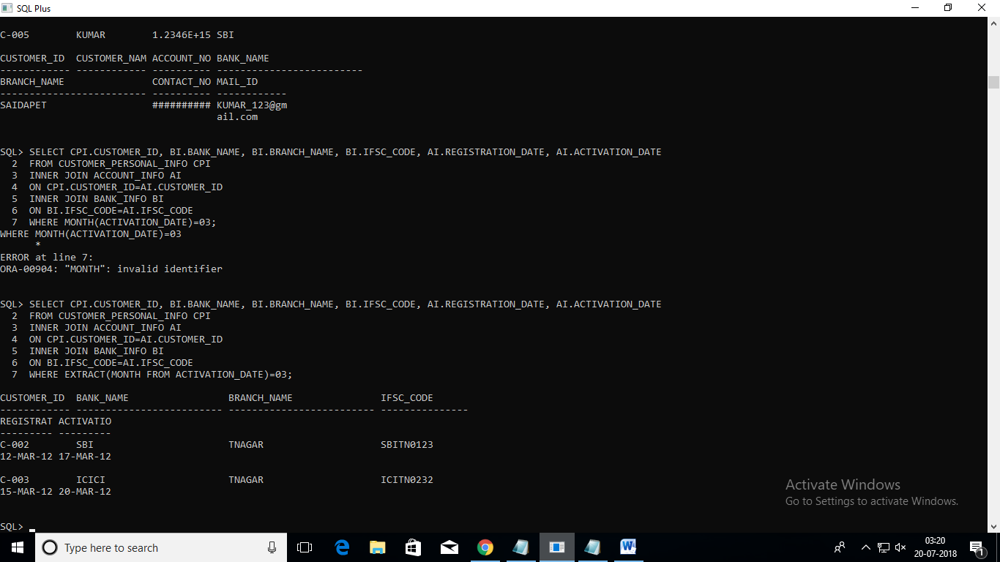 SQL Plus
C-005        KUMAR        1.2346E+15 SBI
CUSTOMER_ID  CUSTOMER_NAM ACCOUNT_NO BANK_NAME
------------ ------------ ---------- -------------------------
BRANCH_NAME               CONTACT_NO MAIL_ID
------------------------- ---------- ------------
SAIDAPET                  ########## KUMAR_123@gm
                                     ail.com
SQL> SELECT CPI.CUSTOMER_ID, BI.BANK_NAME, BI.BRANCH_NAME, BI.IFSC_CODE, AI.REGISTRATION_DATE, AI.ACTIVATION_DATE
  2  FROM CUSTOMER_PERSONAL_INFO CPI
  3  INNER JOIN ACCOUNT_INFO AI
  4  ON CPI.CUSTOMER_ID=AI.CUSTOMER_ID
  5  INNER JOIN BANK_INFO BI
  6  ON BI.IFSC_CODE=AI.IFSC_CODE
  7  WHERE MONTH(ACTIVATION_DATE)=03;
WHERE MONTH(ACTIVATION_DATE)=03
      *
ERROR at line 7:
ORA-00904: "MONTH": invalid identifier
SQL> SELECT CPI.CUSTOMER_ID, BI.BANK_NAME, BI.BRANCH_NAME, BI.IFSC_CODE, AI.REGISTRATION_DATE, AI.ACTIVATION_DATE
  2  FROM CUSTOMER_PERSONAL_INFO CPI
  3  INNER JOIN ACCOUNT_INFO AI
  4  ON CPI.CUSTOMER_ID=AI.CUSTOMER_ID
  5  INNER JOIN BANK_INFO BI
  6  ON BI.IFSC_CODE=AI.IFSC_CODE
  7  WHERE EXTRACT(MONTH FROM ACTIVATION_DATE)=03;
CUSTOMER_ID  BANK_NAME                 BRANCH_NAME               IFSC_CODE
------------ ------------------------- ------------------------- ---------------
REGISTRAT ACTIVATIO
--------- ---------
C-002        SBI                       TNAGAR                    SBITN0123
12-MAR-12 17-MAR-12
C-003        ICICI                     TNAGAR                    ICITN0232
15-MAR-12 20-MAR-12
Activate Windows
Go to Settings to activate Windows.
SQL>
Type here to search
03:20
20-07-2018
1